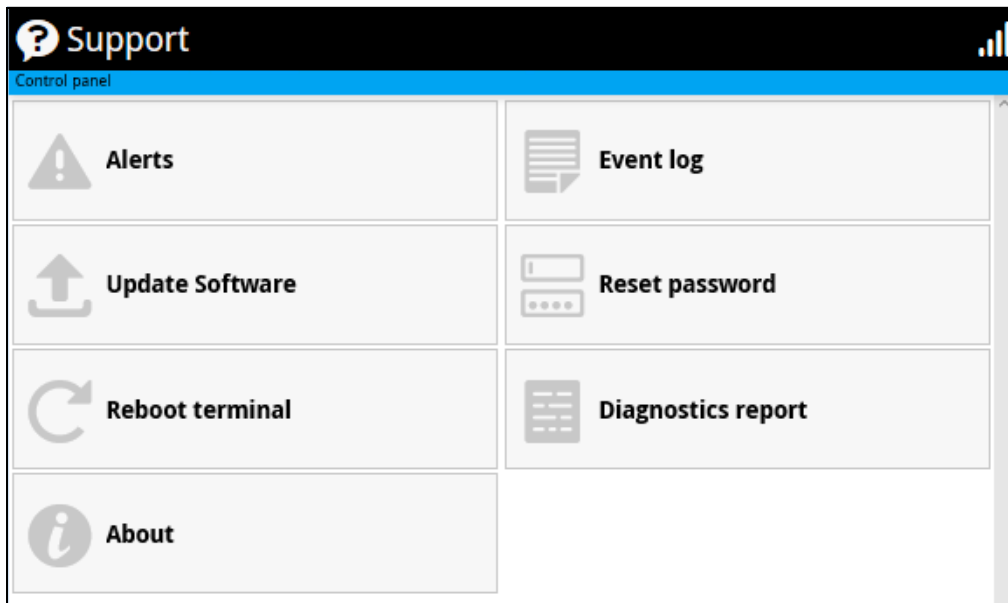 Support
Control panel
Alerts
Event log
Update Software
Reset password
Reboot terminal
Diagnostics report
About